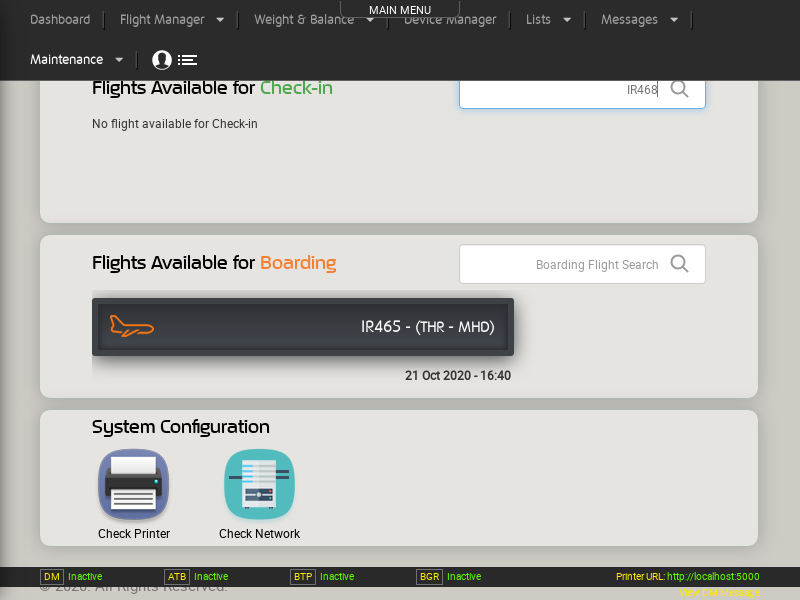 MAIN MENU
Dashboard Flight Manager Weight & Balance Device Manager Lists Messages
Maintenance
Flights Available for Check-in IR468
No flight available for Check-in
Flights Available for Boarding Boarding Flight Search
IR465 - (THR - MHD)
21 Oct 2020 - 16:40
System Configuration
Check Printer Check Network
DM Inactive ATB Inactive BTP Inactive BGR Inactive Printer URL: http://localhost:5000
© 2020. All Rights Reserved.